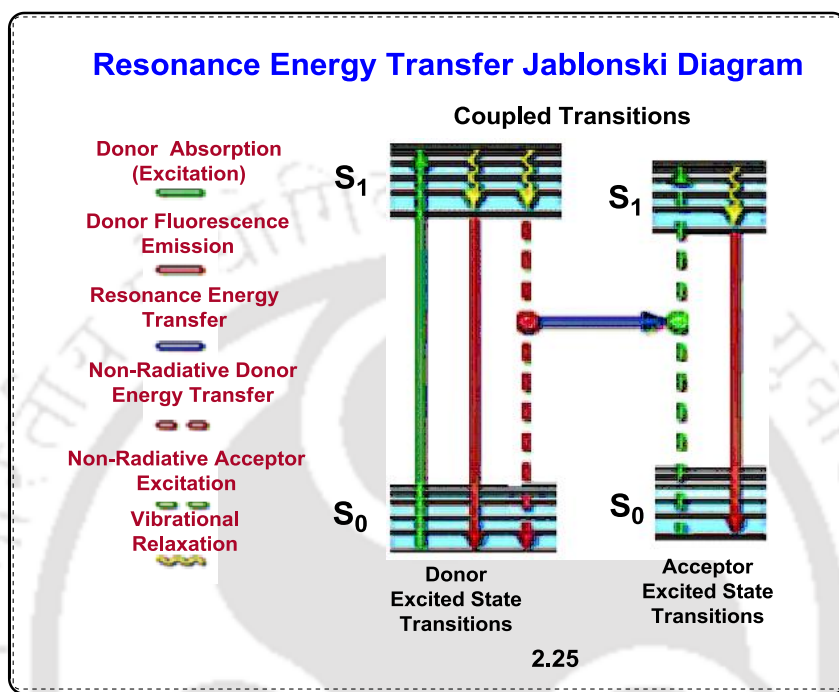 Resonance Energy Transfer Jablonski Diagram
Coupled Transitions
Donor Absorption
(Excitation)
Donor Fluorescence
Emission
Resonance Energy
Transfer
Non-Radiative Donor
Energy Transfer
Non-Radiative Acceptor
Excitation
Vibrational
Relaxation
S1
S1
S0
S0
Donor
Excited State
Transitions
Acceptor
Excited State
Transitions
2.25